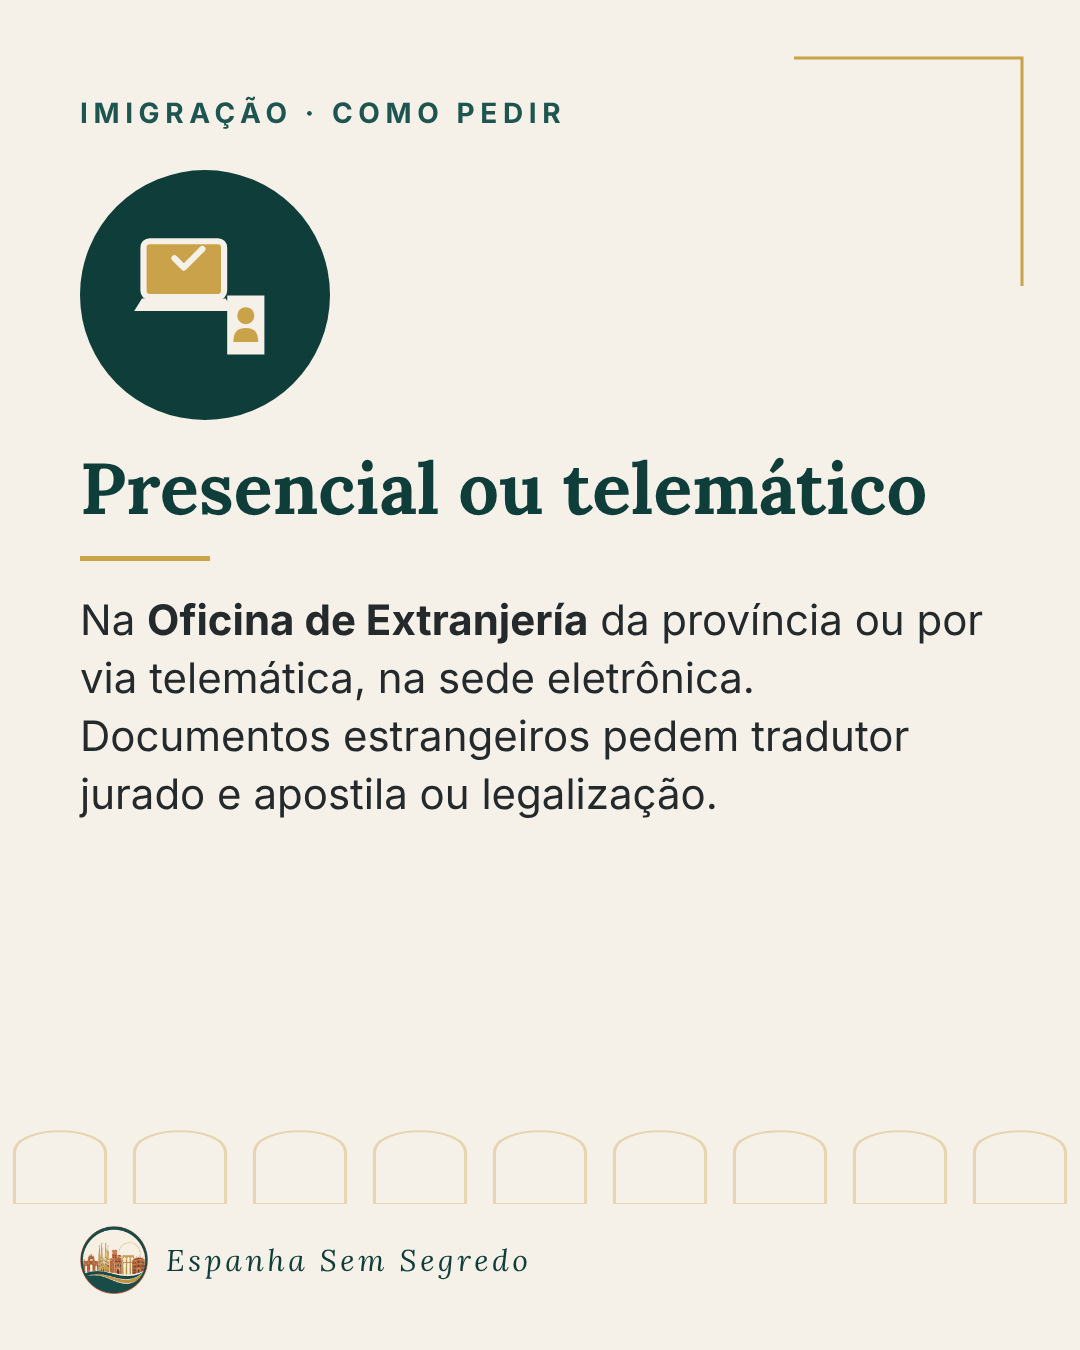 IMIGRAÇÃO · COMO PEDIR
Presencial ou telemático
Na Oficina de Extranjería da província ou por
via telemática, na sede eletrônica.
Documentos estrangeiros pedem tradutor
jurado e apostila ou legalização.
Espanha Sem Segredo